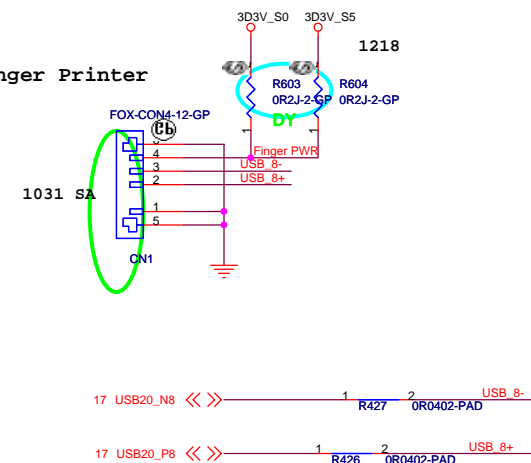 3D3V_S0 3D3V_S5
1218
nger Printer
R603 R604
0R2J-2-GP 0R2J-2-GP
DY
FOX-CON4-12-GP
1 1
4 Finger PWR
3 USB_8-
2 USB_8+
1031 SA
1
5
CN1
17 USB20_N8 1 2 USB_8-
R427 0R0402-PAD
17 USB20_P8 1 2 USB_8+
R426 0R0402-PAD